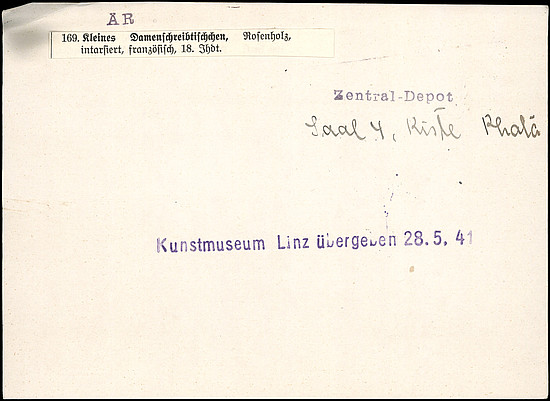 ÄR
169. Kleines Damenschreibtischchen, Rosenholz,
intarsiert, französisch, 18. Jhdt.
Zentral-Depot
Saal 4, Kiste
Kunstmuseum Linz übergeben 28.5. 41